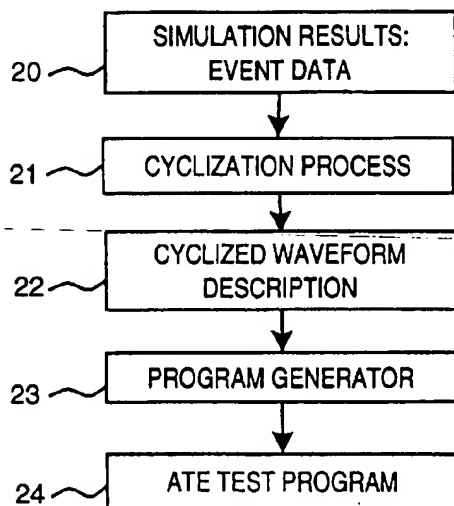 SIMULATION RESULTS:
EVENT DATA
20
CYCLIZATION PROCESS
21
CYCLIZED WAVEFORM
DESCRIPTION
22
PROGRAM GENERATOR
23
ATE TEST PROGRAM
24